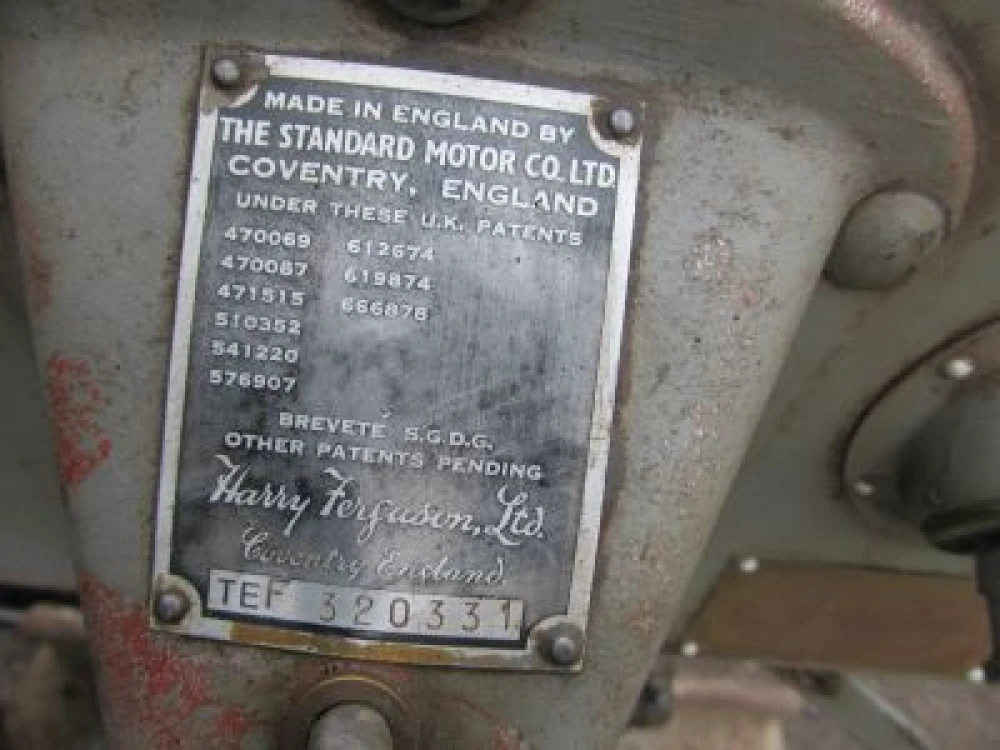 MADE IN ENGLAND BY
THE STANDARD MOTOR CO. LTD.
COVENTRY, ENGLAND
UNDER THESE U.K. PATENTS
470069 612674
470087 619874
471515 666878
510352
541220
576907
BREVETÉ S.G.D.G.
OTHER PATENTS PENDING
Harry Ferguson, Ltd.
Coventry England.
TEF 320331